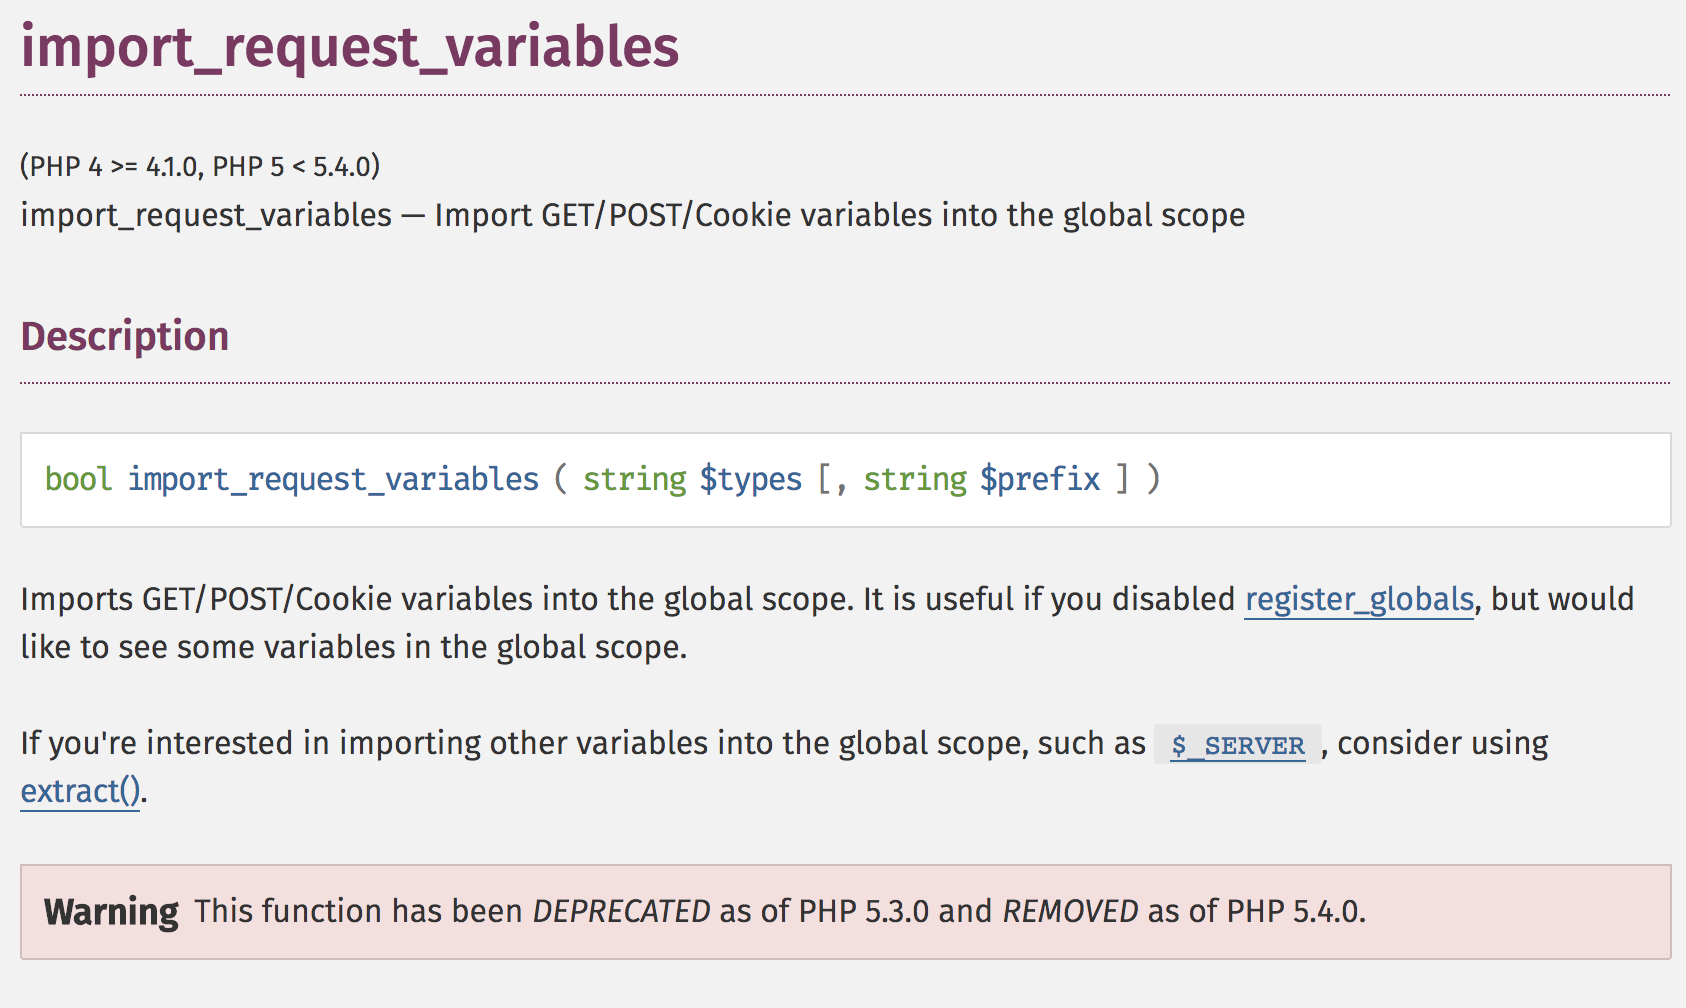 import_request_variables
(PHP 4 >= 4.1.0, PHP 5 < 5.4.0)
import_request_variables — Import GET/POST/Cookie variables into the global scope
Description
bool import_request_variables ( string $types [, string $prefix ] )
Imports GET/POST/Cookie variables into the global scope. It is useful if you disabled register_globals, but would
like to see some variables in the global scope.
If you're interested in importing other variables into the global scope, such as $_SERVER, consider using
extract().
Warning This function has been DEPRECATED as of PHP 5.3.0 and REMOVED as of PHP 5.4.0.